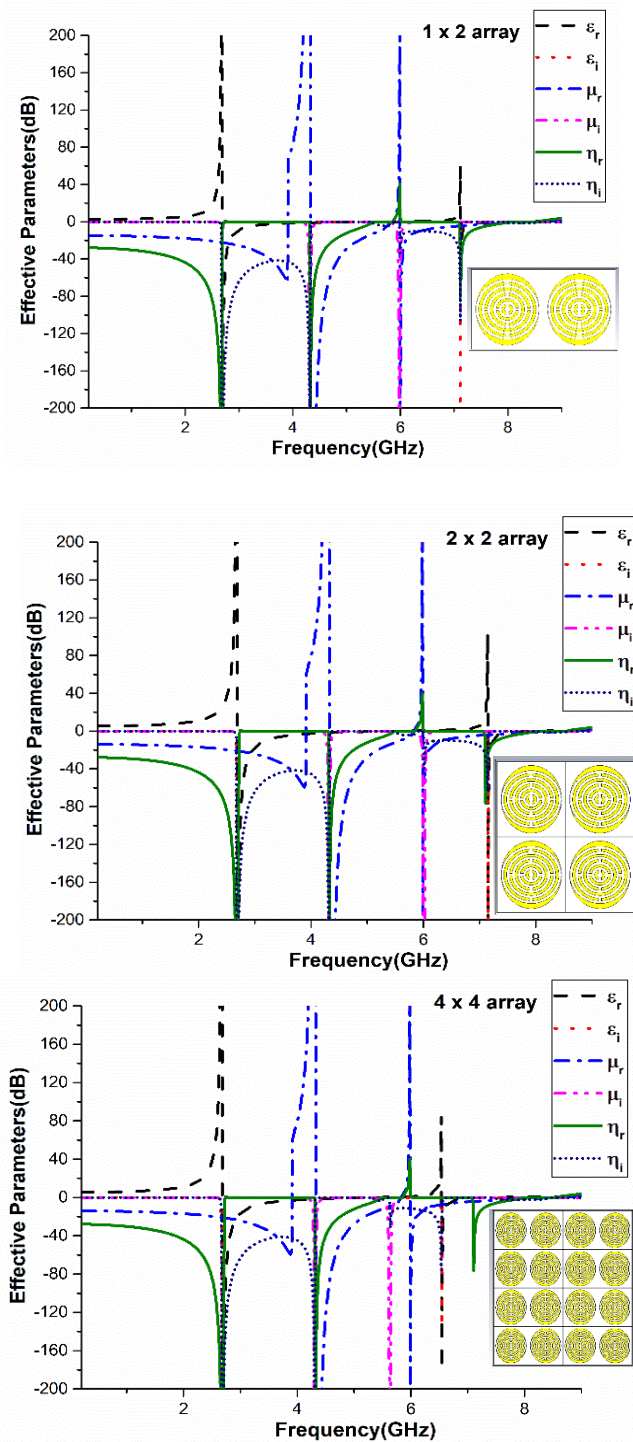 1 x 2 array
εr
εi
μr
μi
ηr
ηi
200
160
120
80
40
0
-40
-80
-120
-160
-200
Effective Parameters(dB)
2
4
6
8
Frequency(GHz)
2 x 2 array
εr
εi
μr
μi
ηr
ηi
200
160
120
80
40
0
-40
-80
-120
-160
-200
Effective Parameters(dB)
2
4
6
8
Frequency(GHz)
4 x 4 array
εr
εi
μr
μi
ηr
ηi
200
160
120
80
40
0
-40
-80
-120
-160
-200
Effective Parameters(dB)
2
4
6
8
Frequency(GHz)